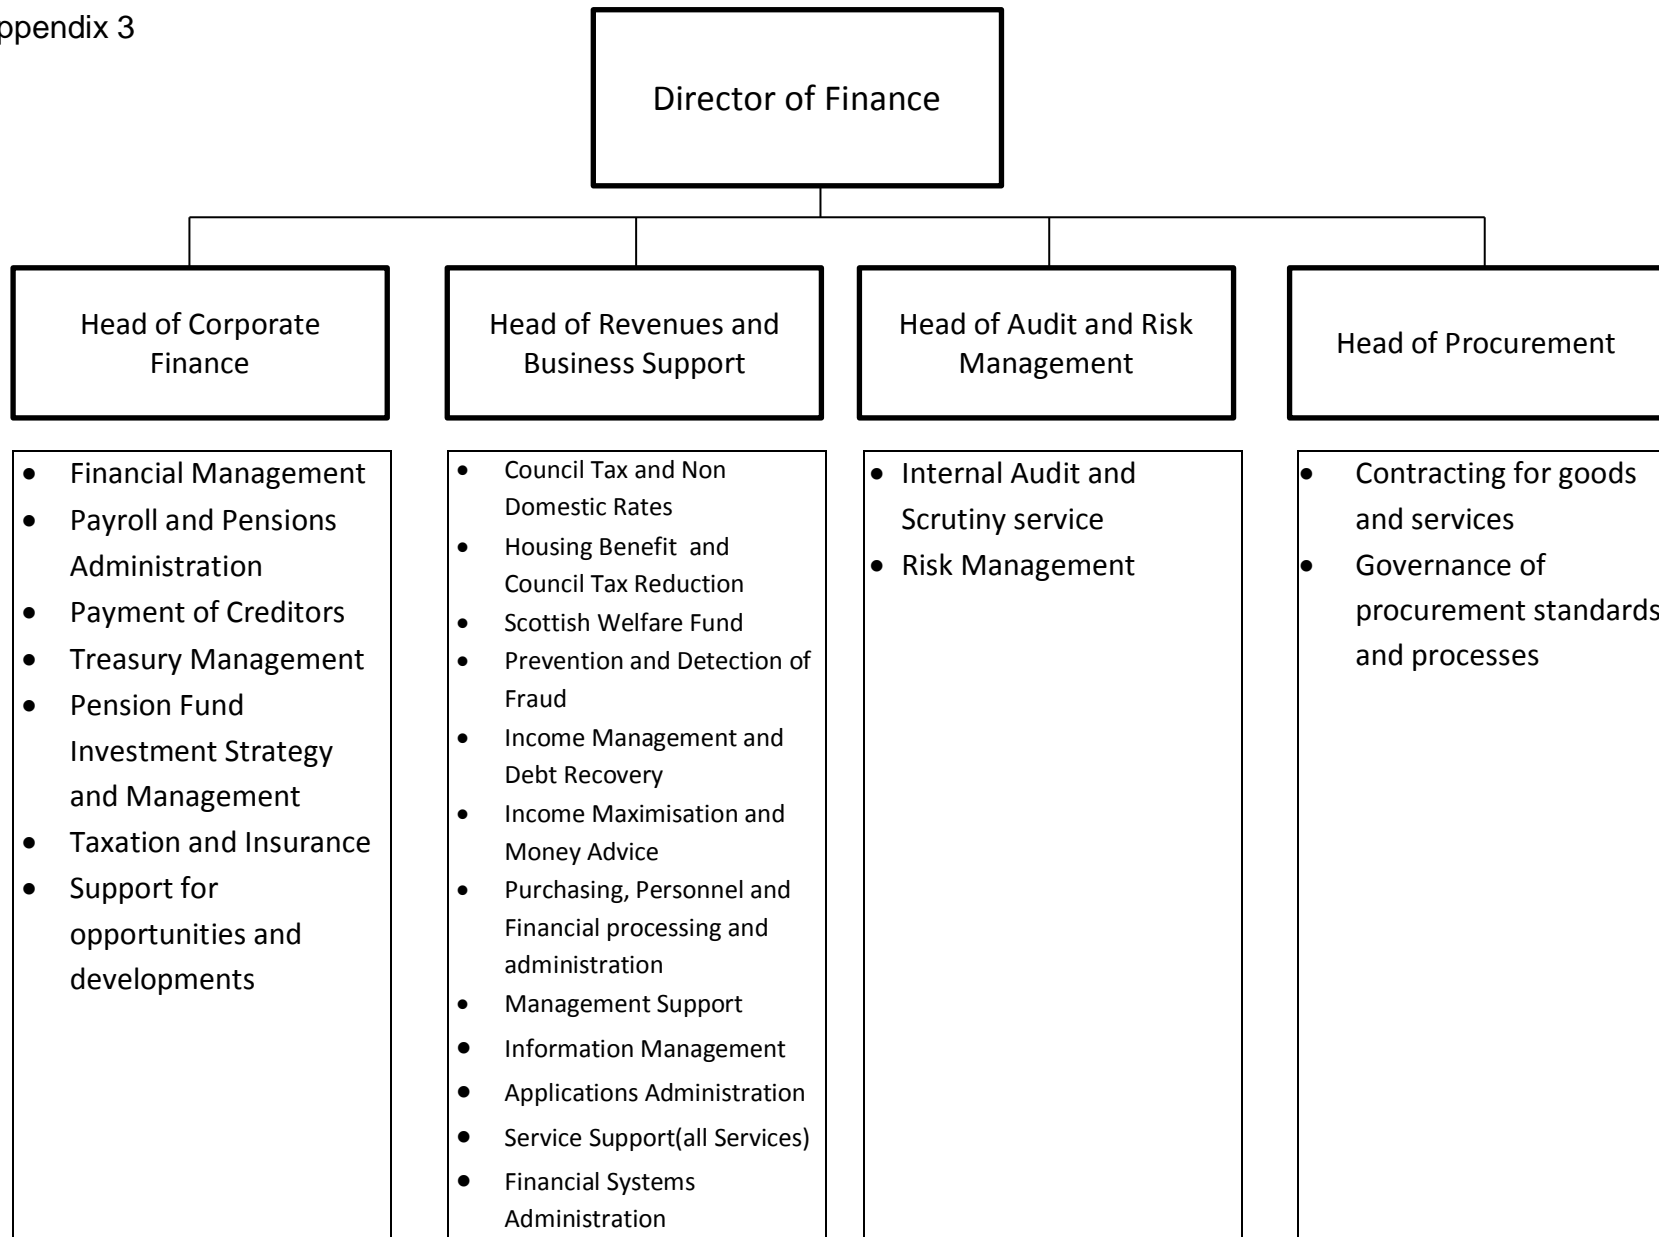 ppendix 3
Director of Finance
Head of Corporate
Finance
Head of Revenues and
Business Support
Head of Audit and Risk
Management
Head of Procurement
• Financial Management
• Payroll and Pensions
Administration
• Payment of Creditors
• Treasury Management
• Pension Fund
Investment Strategy
and Management
• Taxation and Insurance
• Support for
opportunities and
developments
• Council Tax and Non
Domestic Rates
• Housing Benefit  and
Council Tax Reduction
• Scottish Welfare Fund
• Prevention and Detection of
Fraud
• Income Management and
Debt Recovery
• Income Maximisation and
Money Advice
• Purchasing, Personnel and
Financial processing and
administration
• Management Support
• Information Management
• Applications Administration
• Service Support(all Services)
• Financial Systems
Administration
• Internal Audit and
Scrutiny service
• Risk Management
• Contracting for goods
and services
• Governance of
procurement standards
and processes